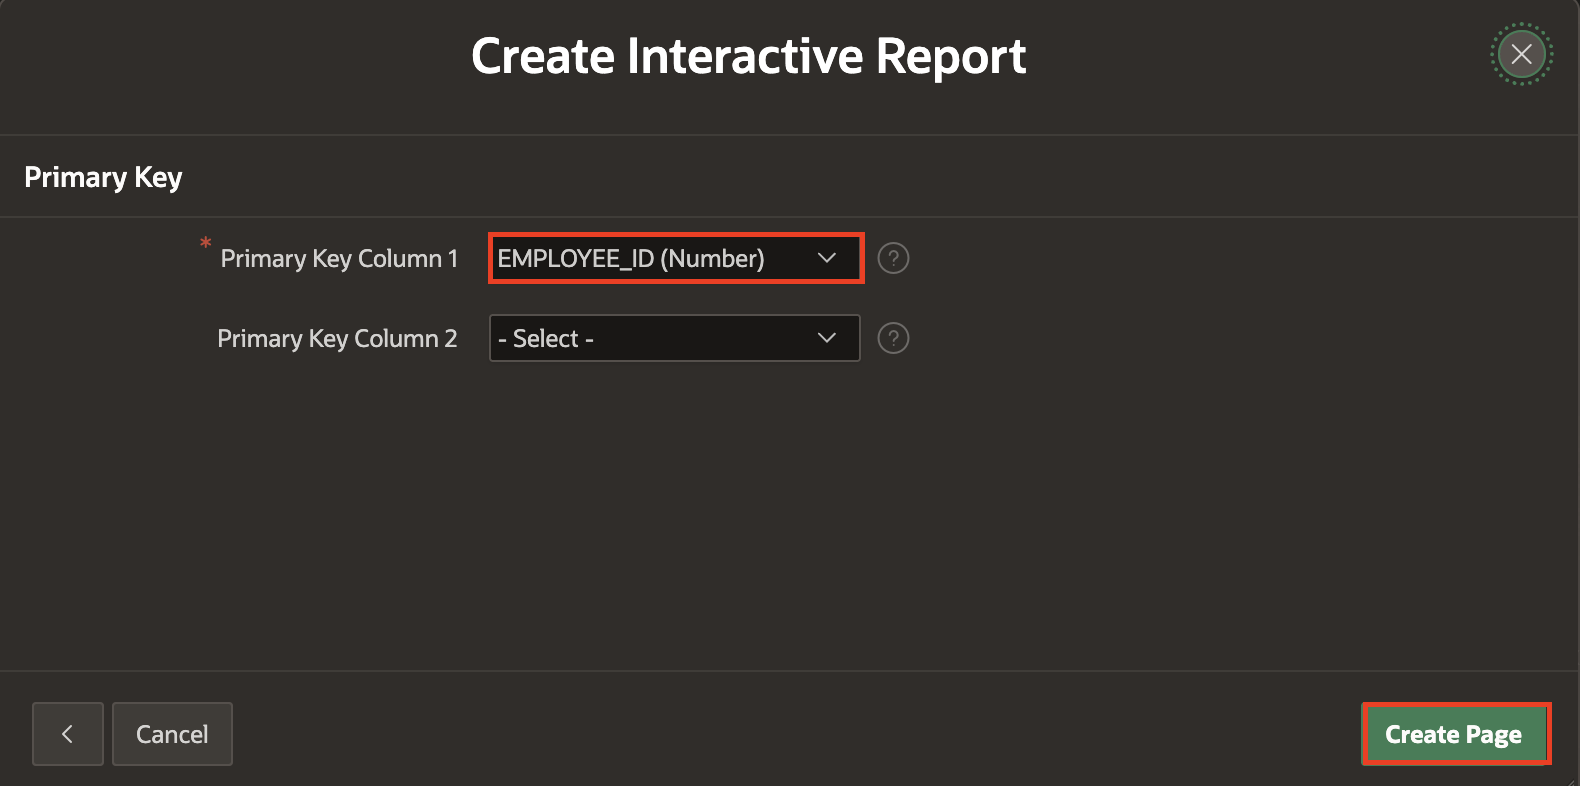 Create Interactive Report
Primary Key
* Primary Key Column 1 EMPLOYEE_ID (Number) ?
Primary Key Column 2 - Select - ?
Cancel Create Page